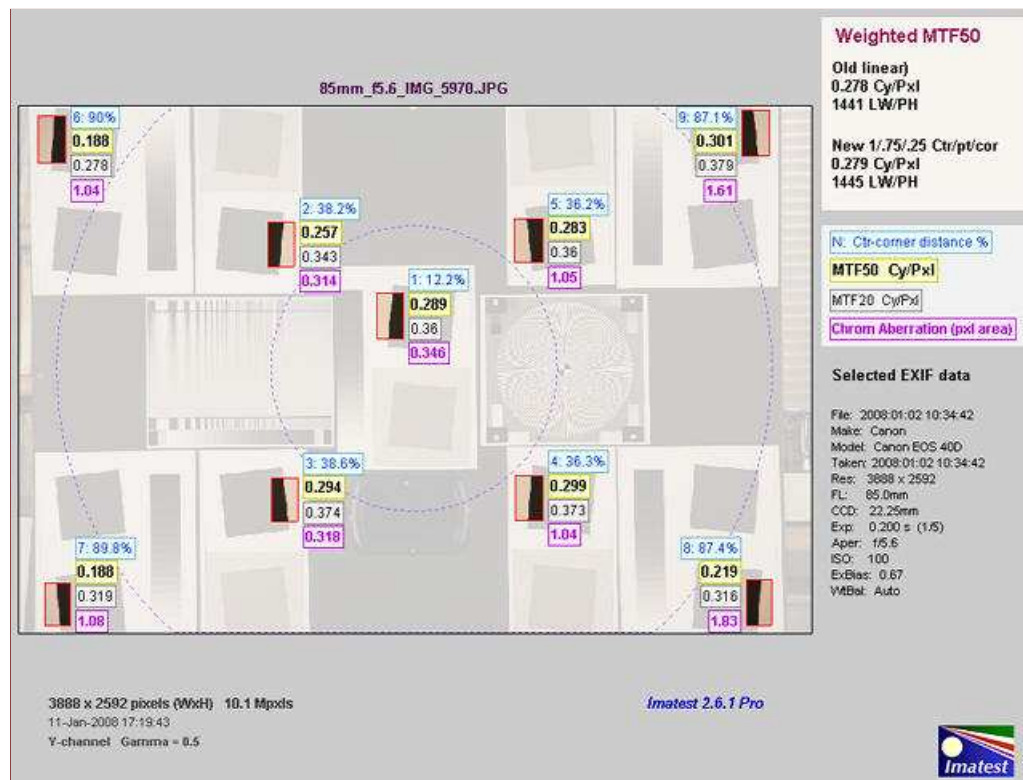 Weighted MTF50
Old linear)
0.278 Cy/Pxl
1441 LW/PH
New 1/.75/.25 Ctr/pt/cor
0.279 Cy/Pxl
1445 LW/PH
85mm_f5.6_IMG_5970.JPG
6: 90%
0.188
0.278
1.04
9: 87.1%
0.301
0.379
1.61
2: 38.2%
0.257
0.343
0.314
5: 36.2%
0.283
0.36
1.05
1: 12.2%
0.289
0.36
0.346
3: 38.6%
0.294
0.374
0.318
4: 36.3%
0.299
0.373
1.04
7: 89.8%
0.188
0.319
1.08
8: 87.4%
0.219
0.316
1.83
N: Ctr-corner distance %
MTF50 Cy/Pxl
MTF20 Cy/Pxl
Chrom Aberration (pxl area)
Selected EXIF data
File: 2008:01:02 10:34:42
Make: Canon
Model: Canon EOS 40D
Taken: 2008:01:02 10:34:42
Res: 3888 x 2592
FL: 85.0mm
CCD: 22.25mm
Exp: 0.200 s (1/5)
Aper: f/5.6
ISO: 100
ExBias: 0.67
WtBal: Auto
3888 x 2592 pixels (WxH) 10.1 Mpxls
11-Jan-2008 17:19:43
Y-channel Gamma = 0.5
Imatest 2.6.1 Pro
Imatest